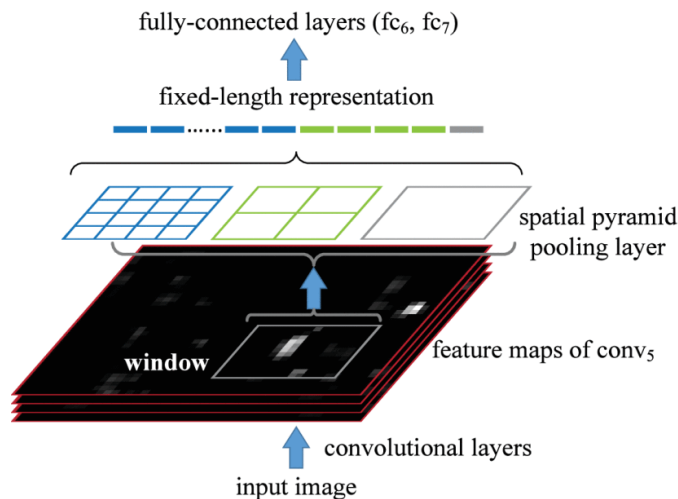 fully-connected layers (fc₆, fc₇)
fixed-length representation
......
spatial pyramid
pooling layer
window
feature maps of conv₅
convolutional layers
input image